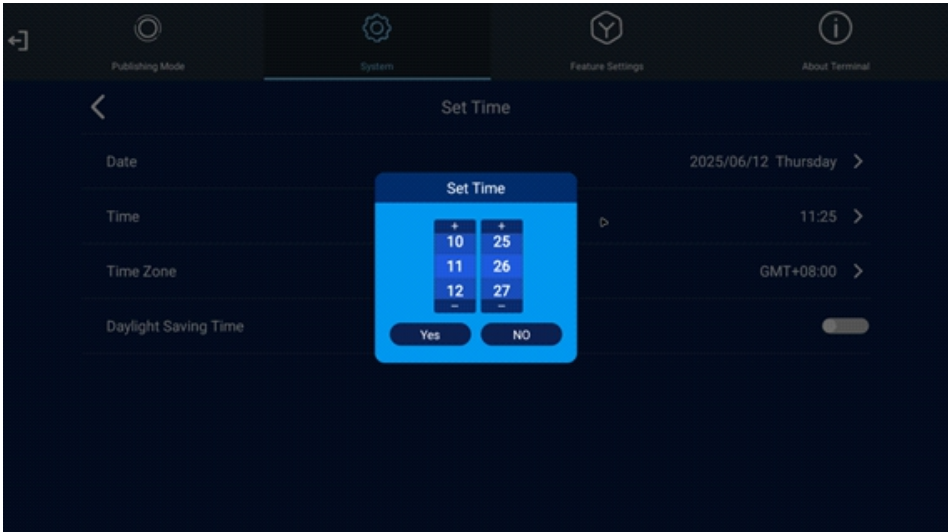 Publishing Mode
System
Feature Settings
About Terminal
Set Time
Date
2025/06/12 Thursday
Set Time
Time
11:25
+ +
10 25
11 26
12 27
- -
Time Zone
GMT+08:00
Daylight Saving Time
Yes NO